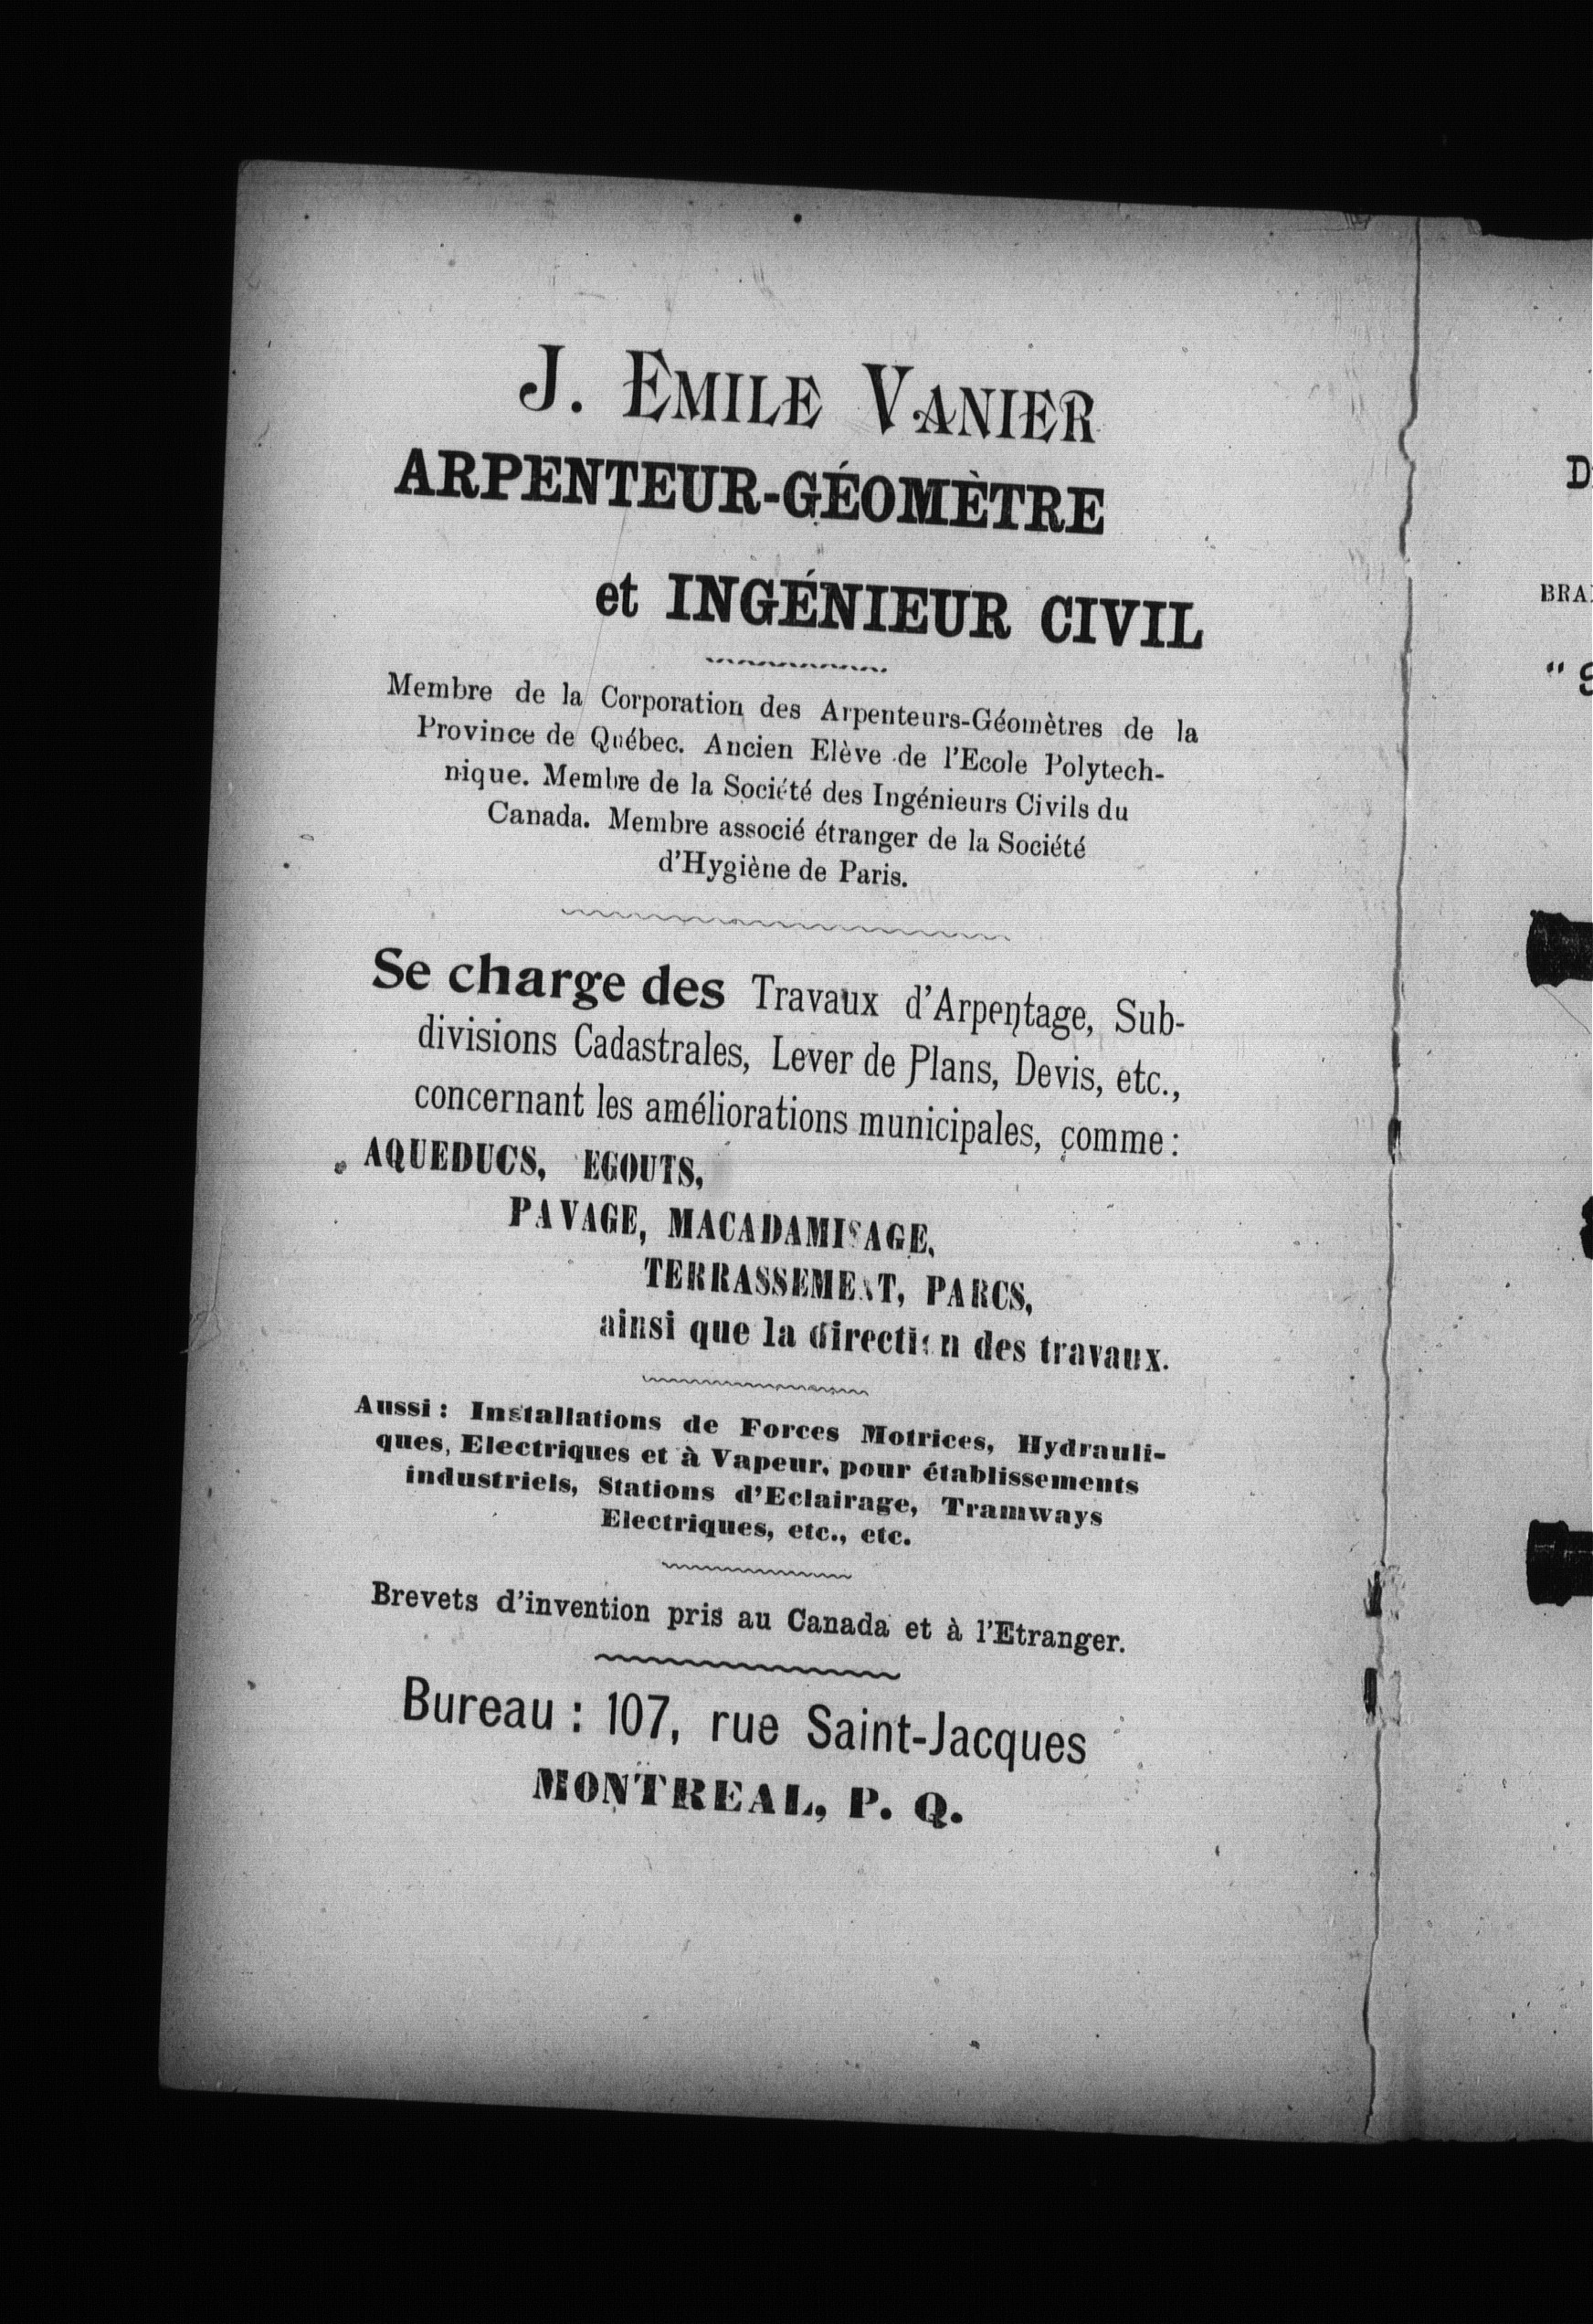 J. EMILE VANIER
ARPENTEUR-GÉOMÈTRE
et INGÉNIEUR CIVIL
Membre de la Corporation des Arpenteurs-Géomètres de la
Province de Québec. Ancien Elève de l'Ecole Polytech-
nique. Membre de la Société des Ingénieurs Civils du
Canada. Membre associé étranger de la Société
d'Hygiène de Paris.
Se charge des Travaux d'Arpentage, Sub-
divisions Cadastrales, Lever de Plans, Devis, etc.,
concernant les améliorations municipales, comme :
AQUEDUCS, EGOUTS,
PAVAGE, MACADAMISAGE,
TERRASSEMENT, PARCS,
ainsi que la direction des travaux.
Aussi : Installations de Forces Motrices, Hydrauli-
ques, Electriques et à Vapeur, pour établissements
industriels, Stations d'Eclairage, Tramways
Electriques, etc., etc.
Brevets d'invention pris au Canada et à l'Etranger.
Bureau : 107, rue Saint-Jacques
MONTREAL, P. Q.